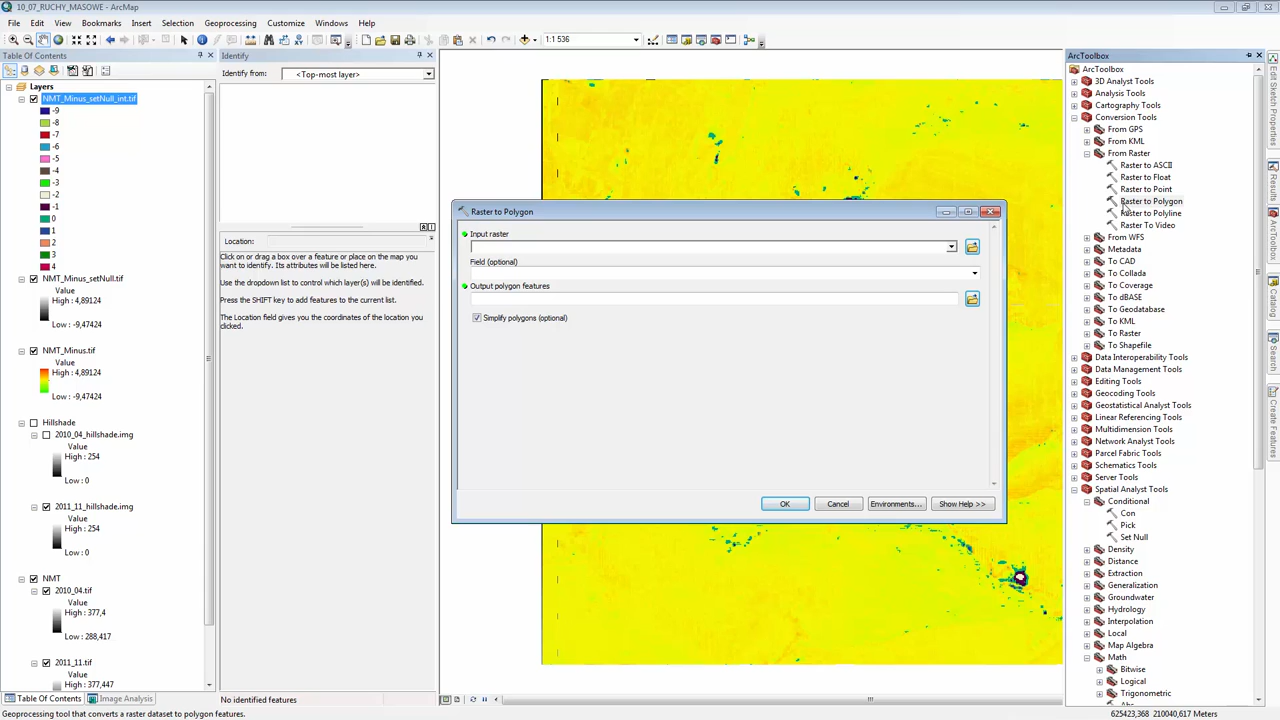 10_07_RUCHY_MASOWE - ArcMap
File Edit View Bookmarks Insert Selection Geoprocessing Customize Windows Help
1:1 536
Table Of Contents
Layers
NMT_Minus_setNull_int.tif
-9
-8
-7
-6
-5
-4
-3
-2
-1
0
1
2
3
4
NMT_Minus_setNull.tif
Value
High : 4,89124
Low : -9,47424
NMT_Minus.tif
Value
High : 4,89124
Low : -9,47424
Hillshade
2010_04_hillshade.img
Value
High : 254
Low : 0
2011_11_hillshade.img
Value
High : 254
Low : 0
NMT
2010_04.tif
Value
High : 377,4
Low : 288,417
2011_11.tif
Value
High : 377,447
Table Of Contents Image Analysis
Identify
Identify from: <Top-most layer>
Location:
Click on or drag a box over a feature or place on the map you
want to identify. Its attributes will be listed here.
Use the dropdown list to control which layer(s) will be
identified.
Press the SHIFT key to add features to the current list.
The Location field gives you the coordinates of the location you
clicked.
No identified features
Raster to Polygon
Input raster
Field (optional)
Output polygon features
Simplify polygons (optional)
OK Cancel Environments... Show Help >>
ArcToolbox
ArcToolbox
3D Analyst Tools
Analysis Tools
Cartography Tools
Conversion Tools
From GPS
From KML
From Raster
Raster to ASCII
Raster to Float
Raster to Point
Raster to Polygon
Raster to Polyline
Raster To Video
From WFS
Metadata
To CAD
To Collada
To Coverage
To dBASE
To Geodatabase
To KML
To Raster
To Shapefile
Data Interoperability Tools
Data Management Tools
Editing Tools
Geocoding Tools
Geostatistical Analyst Tools
Linear Referencing Tools
Multidimension Tools
Network Analyst Tools
Parcel Fabric Tools
Schematics Tools
Server Tools
Spatial Analyst Tools
Conditional
Con
Pick
Set Null
Density
Distance
Extraction
Generalization
Groundwater
Hydrology
Interpolation
Local
Map Algebra
Math
Bitwise
Logical
Trigonometric
Abs
Edit Sketch Properties
Results
ArcToolbox
Catalog
Search
Create Features
Geoprocessing tool that converts a raster dataset to polygon features.
625423,368 210040,617 Meters